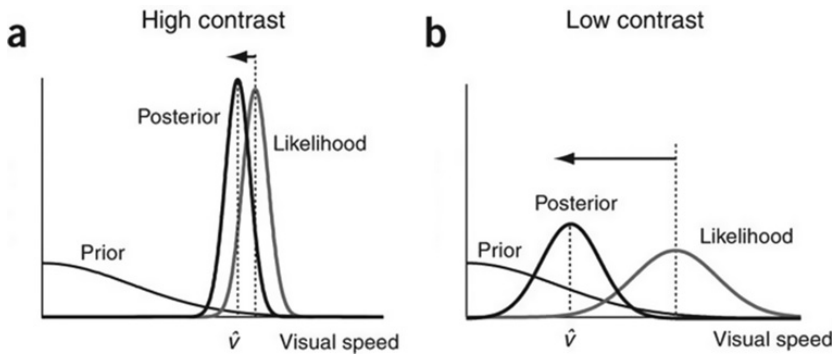 a
High contrast
Posterior
Likelihood
Prior
v̂
Visual speed
b
Low contrast
Posterior
Likelihood
Prior
v̂
Visual speed